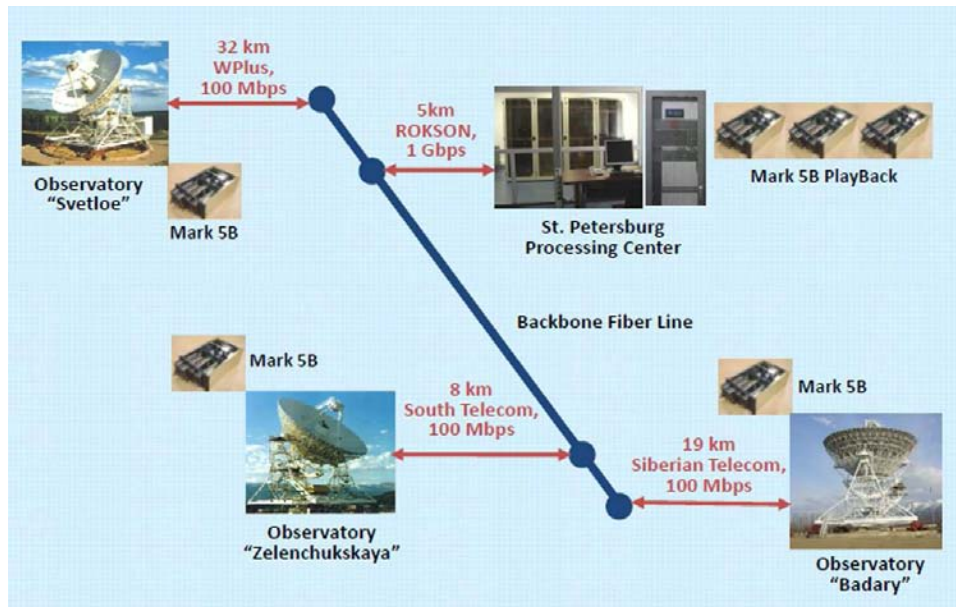 32 km
WPlus,
100 Mbps
5km
ROKSON,
1 Gbps
Observatory
“Svetloe”
Mark 5B
Mark 5B PlayBack
St. Petersburg
Processing Center
Backbone Fiber Line
Mark 5B
8 km
South Telecom,
100 Mbps
Observatory
“Zelenchukskaya”
Mark 5B
19 km
Siberian Telecom,
100 Mbps
Observatory
“Badary”